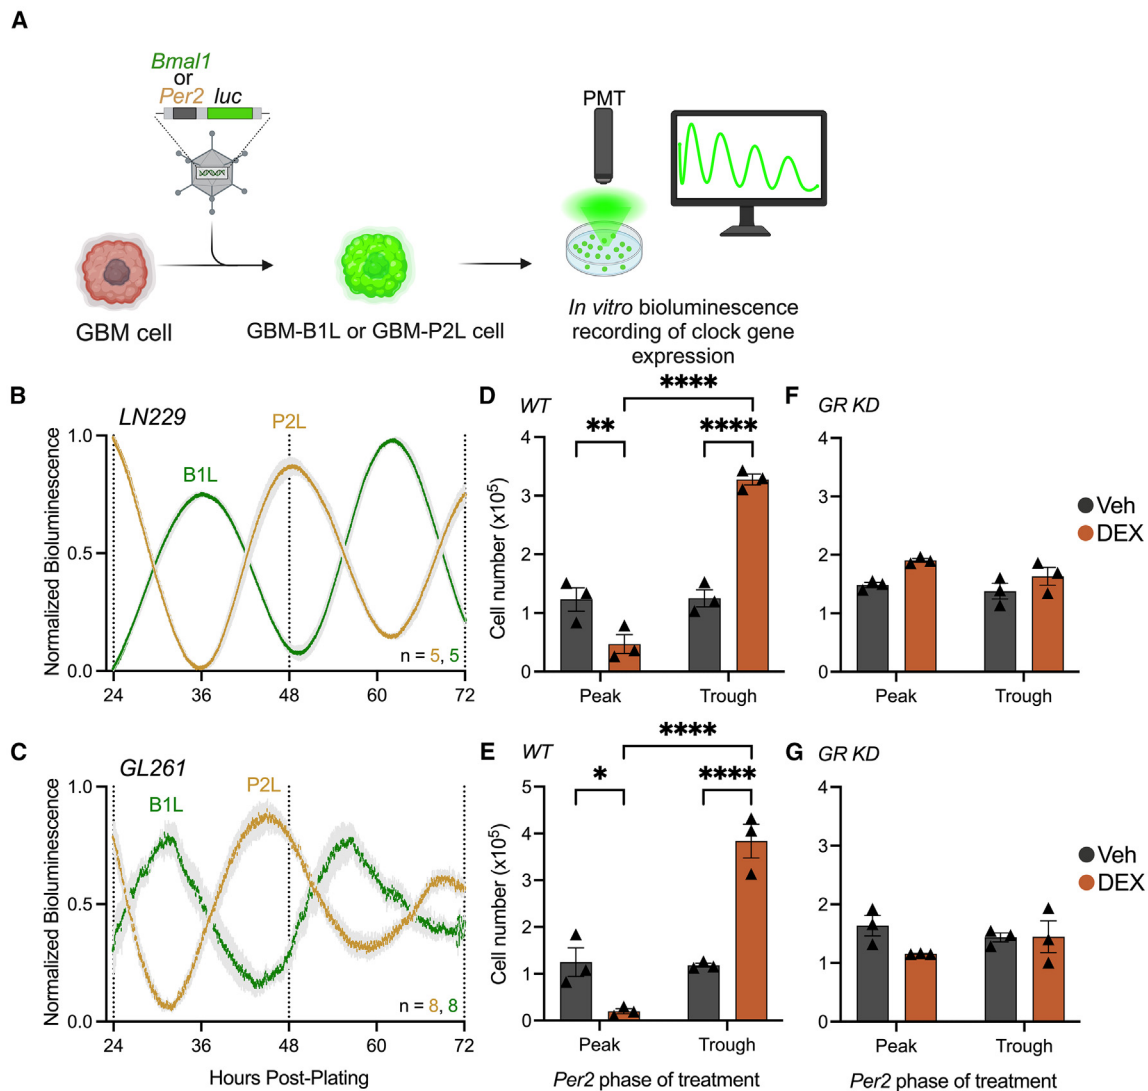 A
Bmal1
or
Per2 luc
PMT
GBM cell
GBM-B1L or GBM-P2L cell
In vitro bioluminescence
recording of clock gene
expression
B
LN229
P2L
B1L
Normalized Bioluminescence
1.0
0.5
0.0
24 36 48 60 72
n = 5, 5
D
WT
****
** ****
Cell number (x10⁵)
4
3
2
1
0
Peak Trough
F
GR KD
4
3
2
1
0
Peak Trough
Veh
DEX
C
GL261
B1L
P2L
Normalized Bioluminescence
1.0
0.5
0.0
24 36 48 60 72
n = 8, 8
Hours Post-Plating
E
WT
****
* ****
Cell number (x10⁵)
5
4
3
2
1
0
Peak Trough
G
GR KD
4
3
2
1
0
Peak Trough
Veh
DEX
Per2 phase of treatment